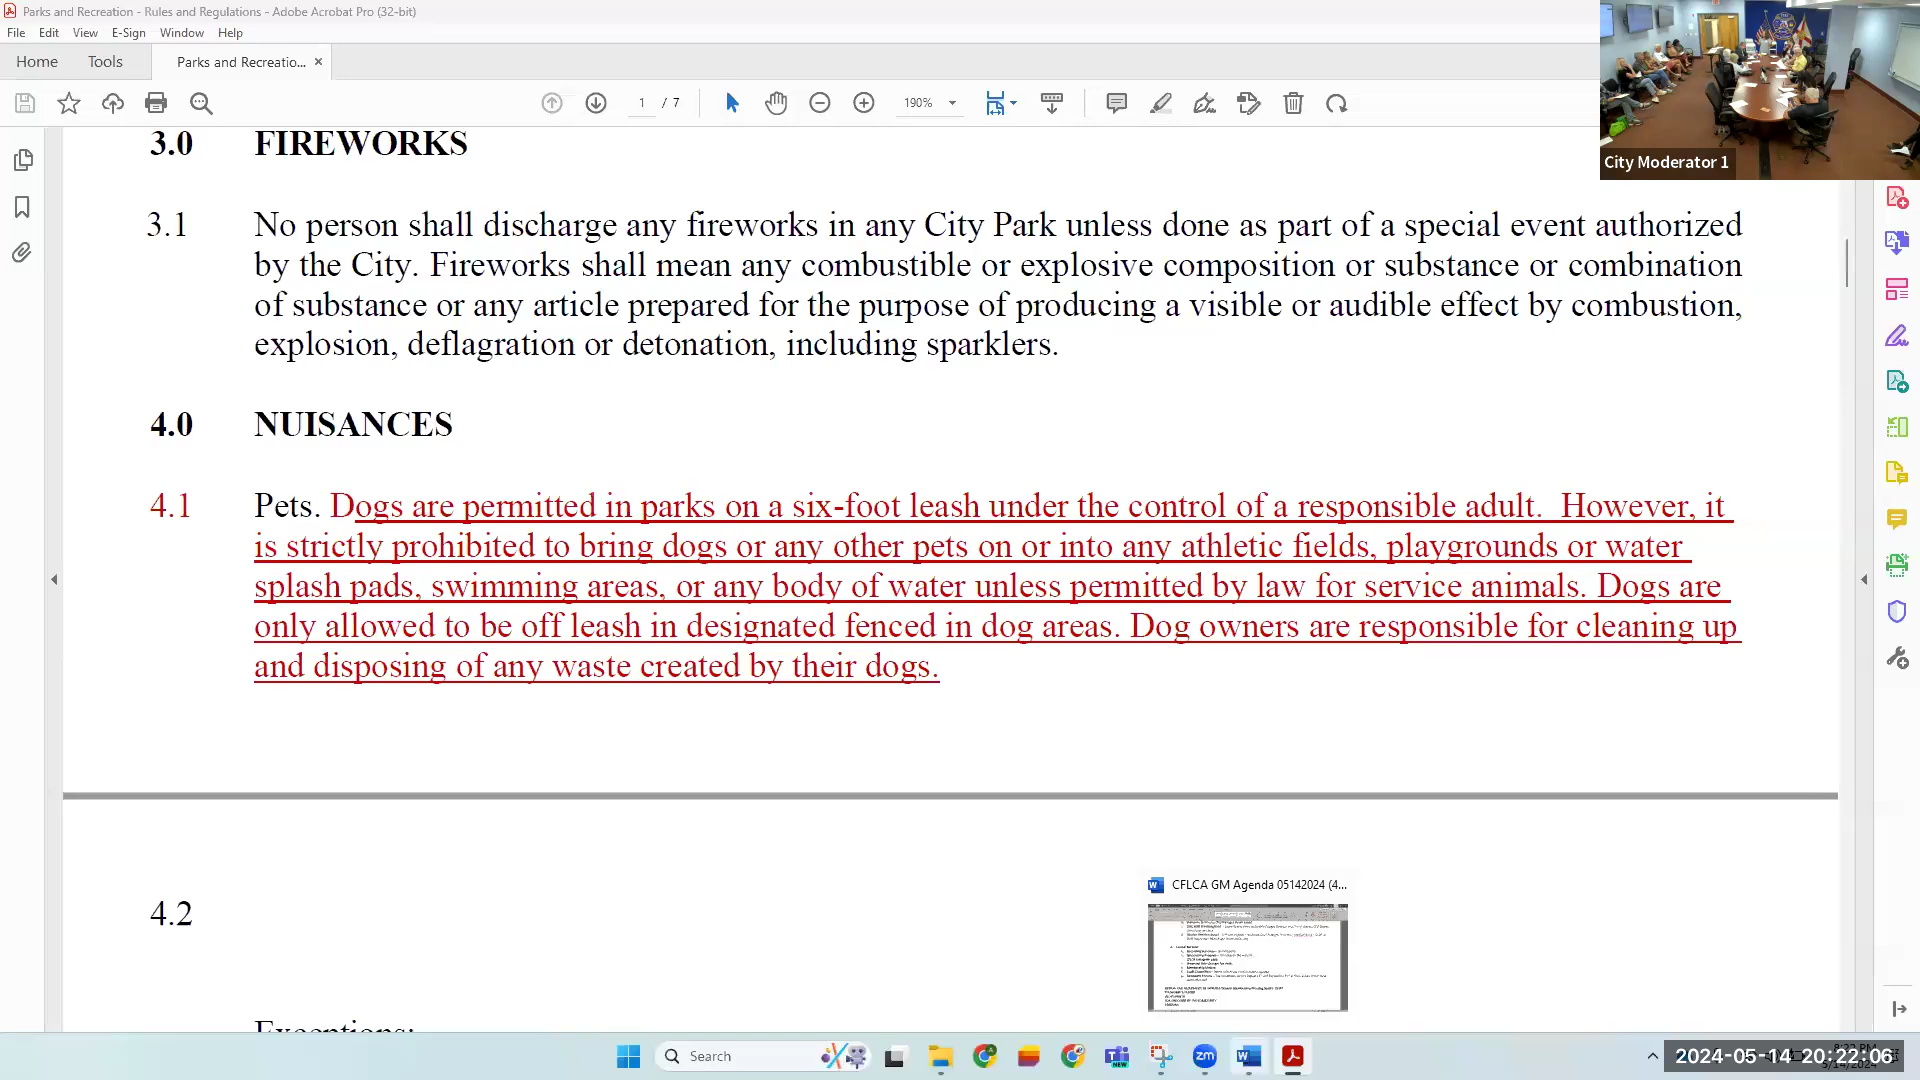 Parks and Recreation - Rules and Regulations - Adobe Acrobat Pro (32-bit)
File Edit View E-Sign Window Help
Home Tools Parks and Recreatio... ×
1 / 7 190%
City Moderator 1
3.0 FIREWORKS
3.1 No person shall discharge any fireworks in any City Park unless done as part of a special event authorized
by the City. Fireworks shall mean any combustible or explosive composition or substance or combination
of substance or any article prepared for the purpose of producing a visible or audible effect by combustion,
explosion, deflagration or detonation, including sparklers.
4.0 NUISANCES
4.1 Pets. Dogs are permitted in parks on a six-foot leash under the control of a responsible adult. However, it
is strictly prohibited to bring dogs or any other pets on or into any athletic fields, playgrounds or water
splash pads, swimming areas, or any body of water unless permitted by law for service animals. Dogs are
only allowed to be off leash in designated fenced in dog areas. Dog owners are responsible for cleaning up
and disposing of any waste created by their dogs.
4.2
CFLCA GM Agenda 05142024 (4...
Exceptions:
Search
2024-05-14 20:22:06